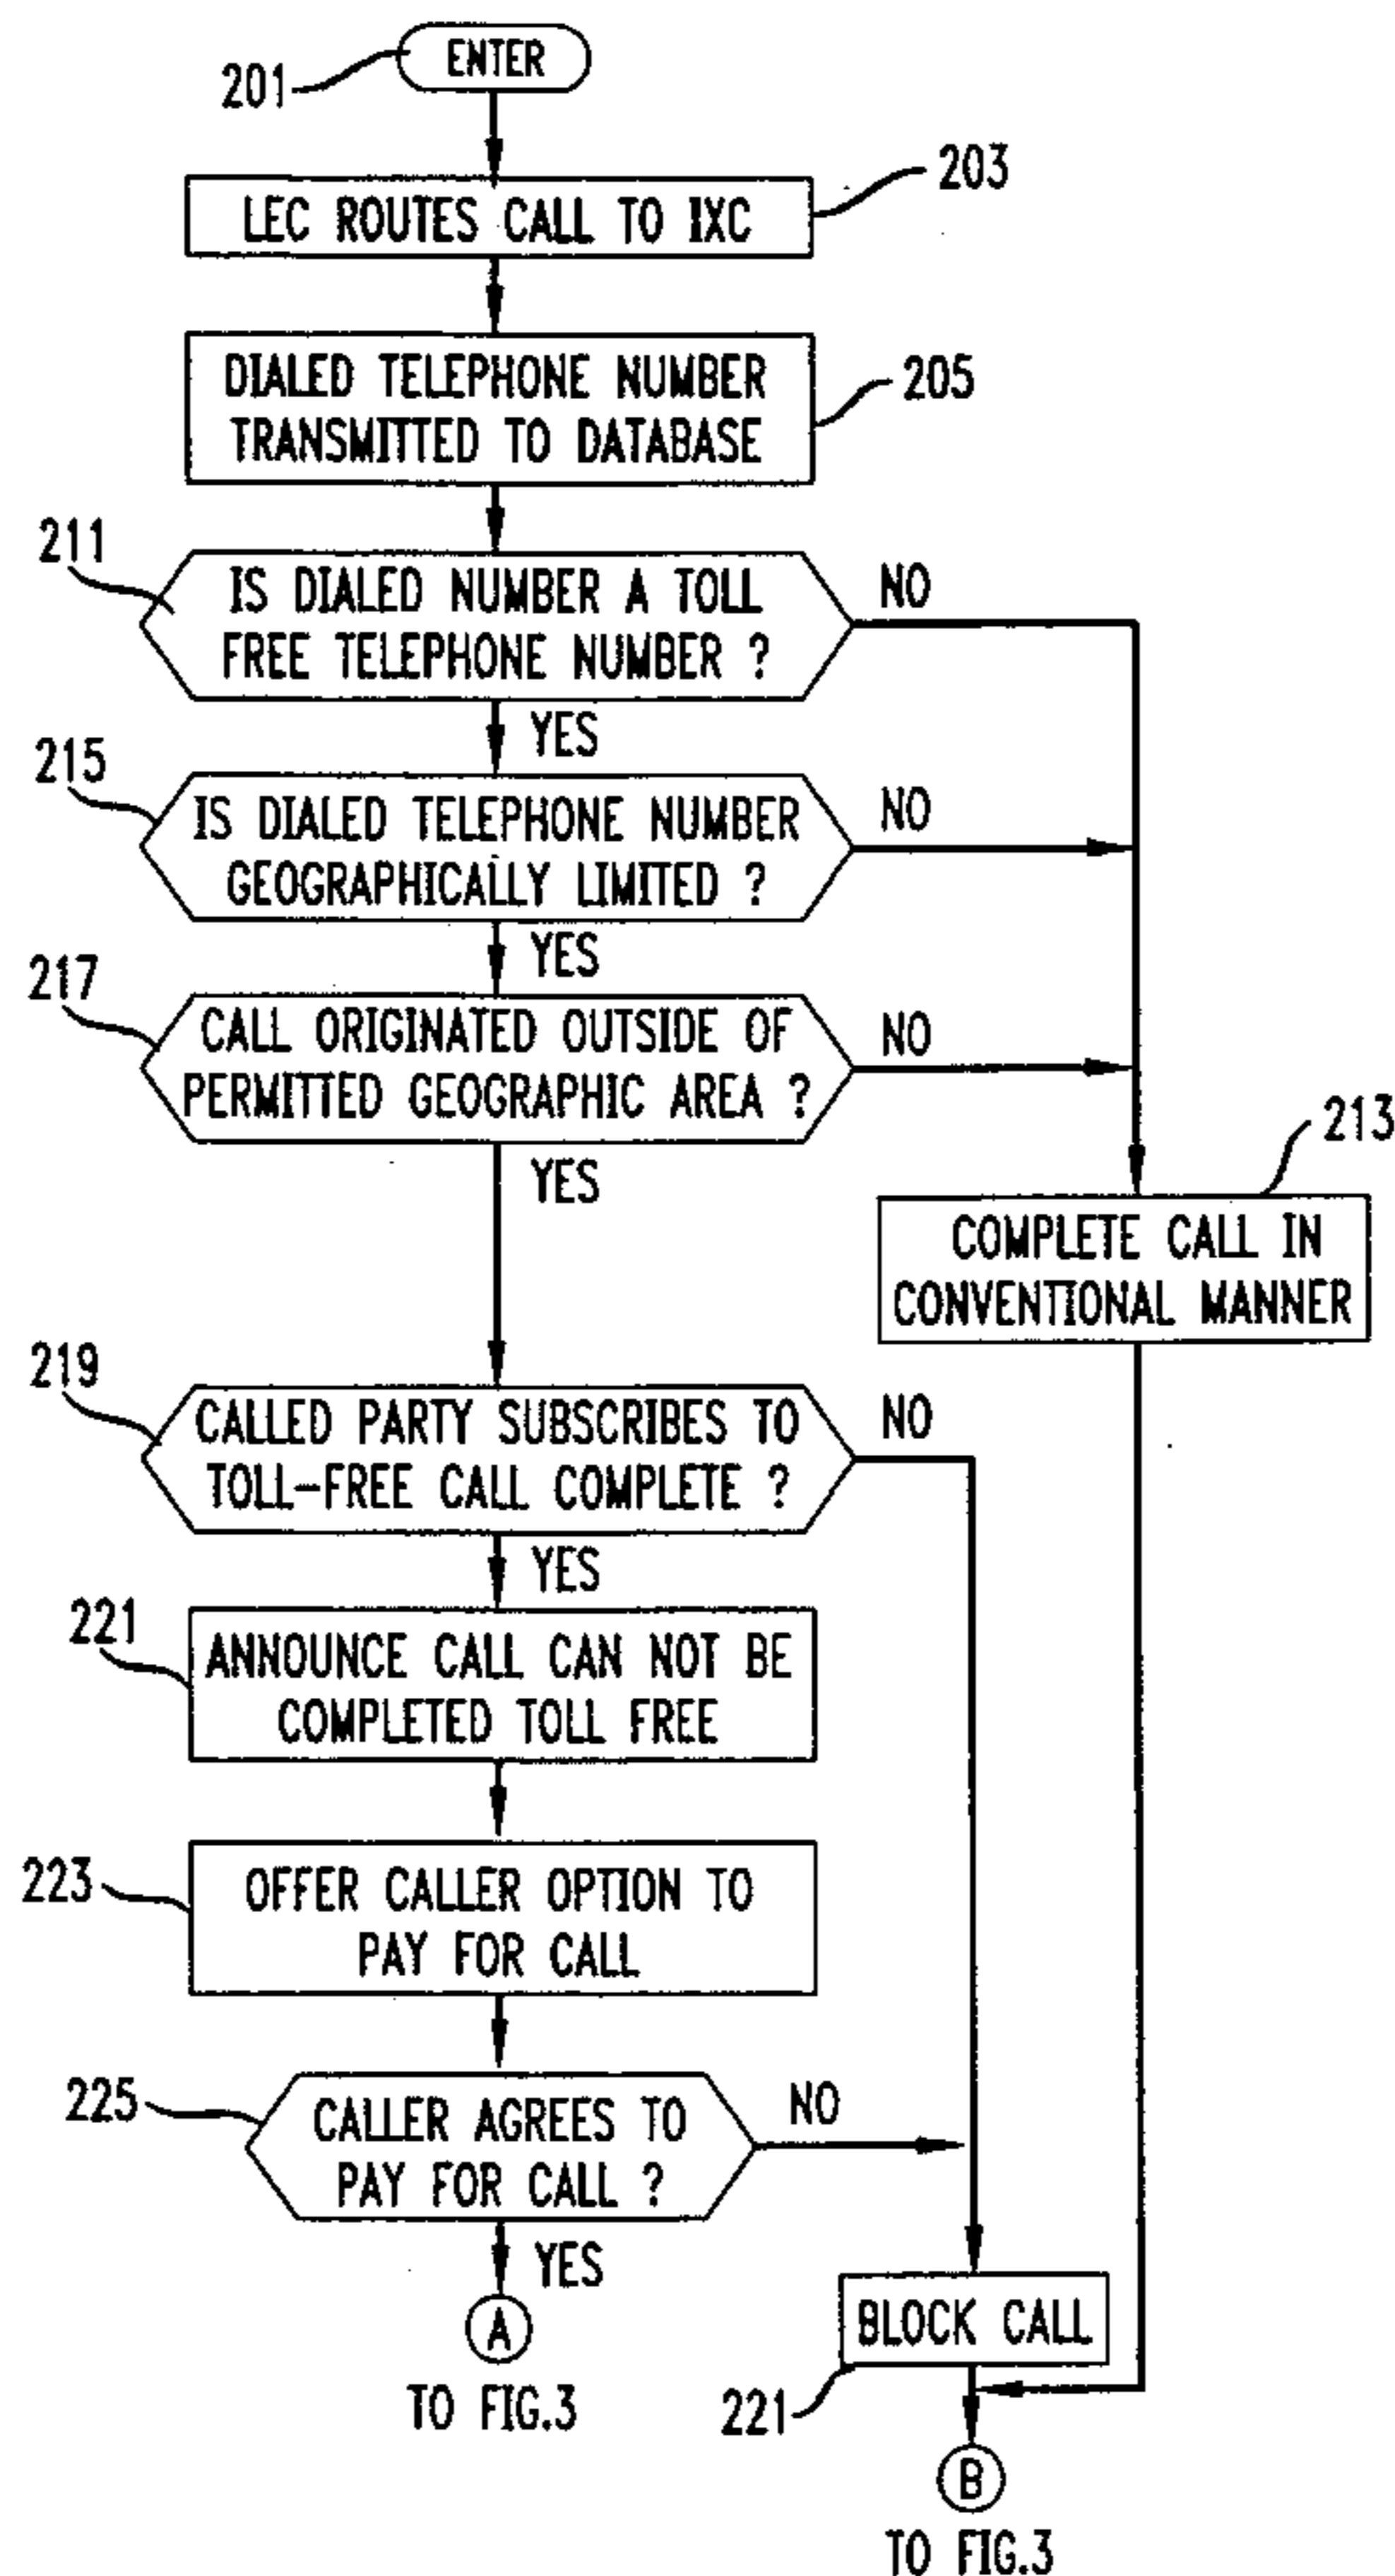 201
ENTER
203
LEC ROUTES CALL TO IXC
205
DIALED TELEPHONE NUMBER
TRANSMITTED TO DATABASE
211
IS DIALED NUMBER A TOLL
FREE TELEPHONE NUMBER ?
NO
YES
215
IS DIALED TELEPHONE NUMBER
GEOGRAPHICALLY LIMITED ?
NO
YES
217
CALL ORIGINATED OUTSIDE OF
PERMITTED GEOGRAPHIC AREA ?
NO
YES
213
COMPLETE CALL IN
CONVENTIONAL MANNER
219
CALLED PARTY SUBSCRIBES TO
TOLL-FREE CALL COMPLETE ?
NO
YES
221
ANNOUNCE CALL CAN NOT BE
COMPLETED TOLL FREE
223
OFFER CALLER OPTION TO
PAY FOR CALL
225
CALLER AGREES TO
PAY FOR CALL ?
NO
YES
A
TO FIG.3
BLOCK CALL
221
B
TO FIG.3